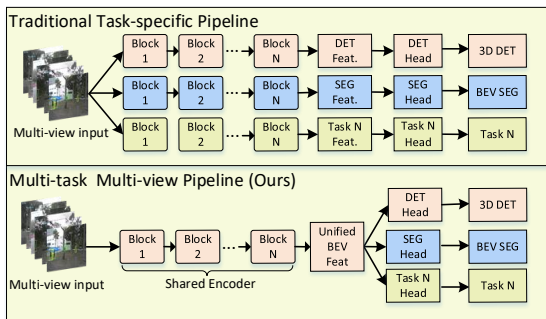 Traditional Task-specific Pipeline
Block 1 Block 2 ... Block N DET Feat. DET Head 3D DET
Block 1 Block 2 ... Block N SEG Feat. SEG Head BEV SEG
Block 1 Block 2 ... Block N Task N Feat. Task N Head Task N
Multi-view input
Multi-task Multi-view Pipeline (Ours)
Block 1 Block 2 ... Block N Unified BEV Feat
DET Head 3D DET
SEG Head BEV SEG
Task N Head Task N
Multi-view input
Shared Encoder